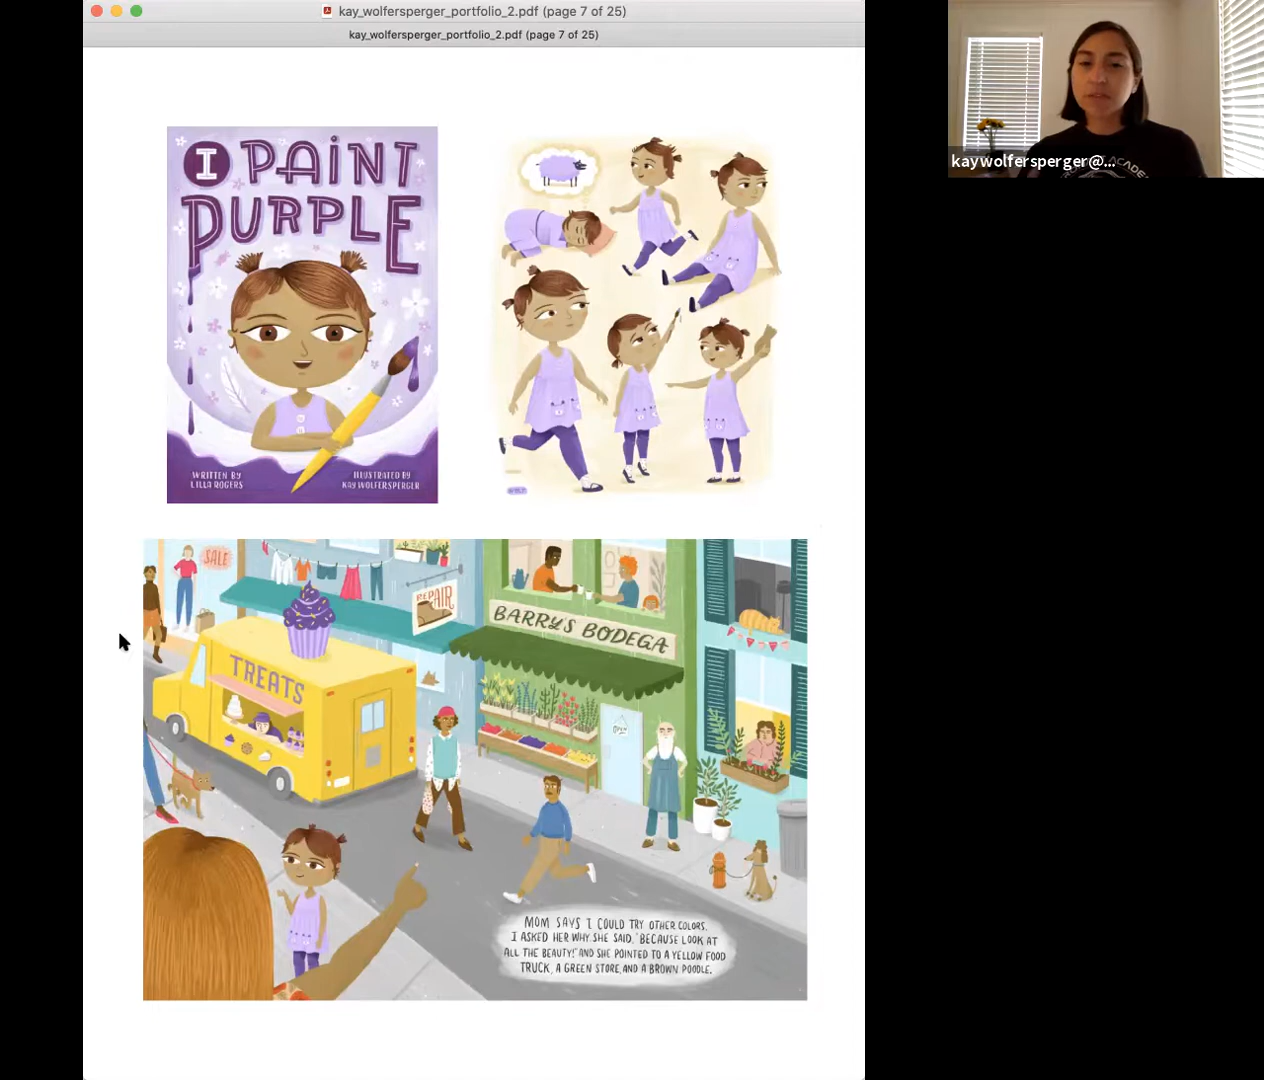 kay_wolfersperger_portfolio_2.pdf (page 7 of 25)
kay_wolfersperger_portfolio_2.pdf (page 7 of 25)
kaywolfersperger@...
I PAINT
PURPLE
WRITTEN BY
LILLA ROGERS
ILLUSTRATED BY
KAY WOLFERSPERGER
SALE
REPAIR
BARRY'S BODEGA
TREATS
OPEN
MOM SAYS I COULD TRY OTHER COLORS.
I ASKED HER WHY. SHE SAID, "BECAUSE LOOK AT
ALL THE BEAUTY!" AND SHE POINTED TO A YELLOW FOOD
TRUCK, A GREEN STORE, AND A BROWN POODLE.